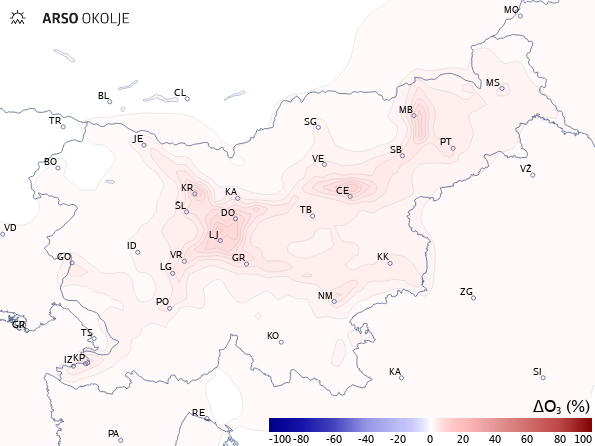 ARSO OKOLJE
MO
BL
CL
MS
TR
SG
MB
JE
PT
BO
VE
SB
VŽ
KR
KA
CE
ŠL
DO
TB
VD
LJ
ID
GO
VR
GR
KK
LG
PO
NM
ZG
GR
TS
KO
IZ
KP
KA
SI
RE
PA
ΔO₃ (%)
-100 -80 -60 -40 -20 0 20 40 60 80 100